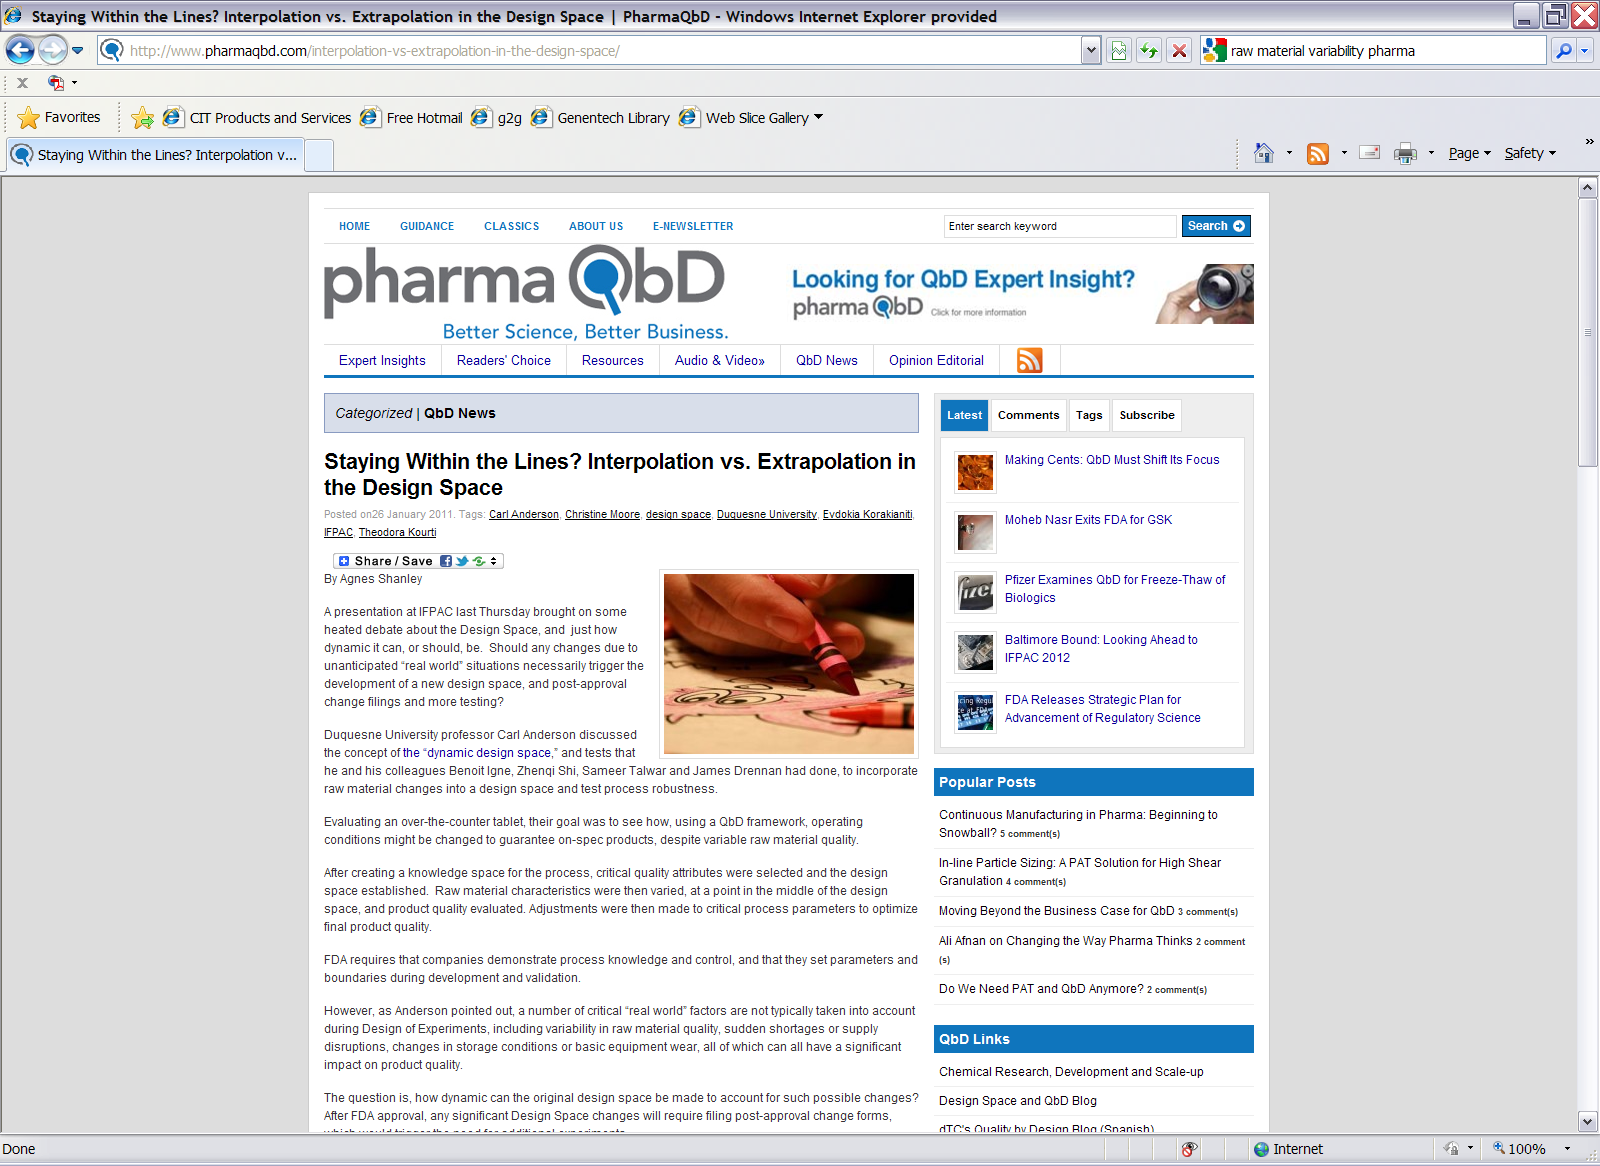 Staying Within the Lines? Interpolation vs. Extrapolation in the Design Space | PharmaQbD - Windows Internet Explorer provided
http://www.pharmaqbd.com/interpolation-vs-extrapolation-in-the-design-space/
raw material variability pharma
x
Favorites
CIT Products and Services
Free Hotmail
g2g
Genentech Library
Web Slice Gallery
Staying Within the Lines? Interpolation v...
Page
Safety
»
HOME
GUIDANCE
CLASSICS
ABOUT US
E-NEWSLETTER
Enter search keyword
Search
pharma QbD
Better Science, Better Business.
Looking for QbD Expert Insight?
pharma QbD Click for more information
Expert Insights
Readers' Choice
Resources
Audio & Video»
QbD News
Opinion Editorial
Categorized | QbD News
Staying Within the Lines? Interpolation vs. Extrapolation in
the Design Space
Posted on26 January 2011. Tags: Carl Anderson, Christine Moore, design space, Duquesne University, Evdokia Korakianiti,
IFPAC, Theodora Kourti
Share / Save
By Agnes Shanley
A presentation at IFPAC last Thursday brought on some
heated debate about the Design Space, and  just how
dynamic it can, or should, be.  Should any changes due to
unanticipated “real world” situations necessarily trigger the
development of a new design space, and post-approval
change filings and more testing?
Duquesne University professor Carl Anderson discussed
the concept of the “dynamic design space,” and tests that
he and his colleagues Benoit Igne, Zhenqi Shi, Sameer Talwar and James Drennan had done, to incorporate
raw material changes into a design space and test process robustness.
Evaluating an over-the-counter tablet, their goal was to see how, using a QbD framework, operating
conditions might be changed to guarantee on-spec products, despite variable raw material quality.
After creating a knowledge space for the process, critical quality attributes were selected and the design
space established.  Raw material characteristics were then varied, at a point in the middle of the design
space, and product quality evaluated. Adjustments were then made to critical process parameters to optimize
final product quality.
FDA requires that companies demonstrate process knowledge and control, and that they set parameters and
boundaries during development and validation.
However, as Anderson pointed out, a number of critical “real world” factors are not typically taken into account
during Design of Experiments, including variability in raw material quality, sudden shortages or supply
disruptions, changes in storage conditions or basic equipment wear, all of which can all have a significant
impact on product quality.
The question is, how dynamic can the original design space be made to account for such possible changes?
After FDA approval, any significant Design Space changes will require filing post-approval change forms,
which would trigger the need for additional experiments.
Latest
Comments
Tags
Subscribe
Making Cents: QbD Must Shift Its Focus
Moheb Nasr Exits FDA for GSK
Pfizer Examines QbD for Freeze-Thaw of
Biologics
Baltimore Bound: Looking Ahead to
IFPAC 2012
FDA Releases Strategic Plan for
Advancement of Regulatory Science
Popular Posts
Continuous Manufacturing in Pharma: Beginning to
Snowball? 5 comment(s)
In-line Particle Sizing: A PAT Solution for High Shear
Granulation 4 comment(s)
Moving Beyond the Business Case for QbD 3 comment(s)
Ali Afnan on Changing the Way Pharma Thinks 2 comment
(s)
Do We Need PAT and QbD Anymore? 2 comment(s)
QbD Links
Chemical Research, Development and Scale-up
Design Space and QbD Blog
dTC's Quality by Design Blog (Spanish)
Done
Internet
100%